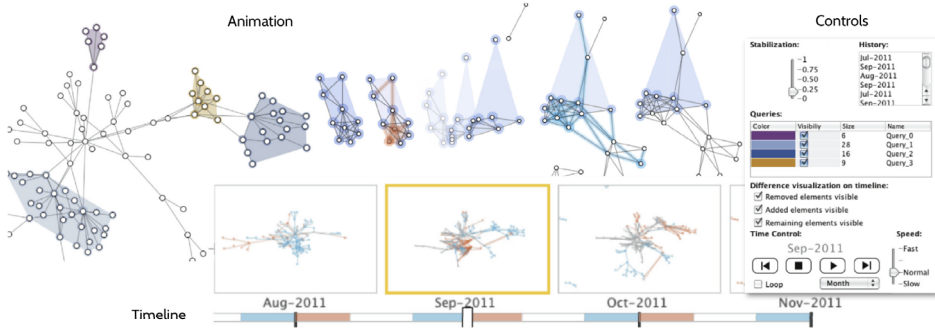 Animation
Controls
Stabilization:
1
0.75
0.50
0.25
0
History:
Jul-2011
Sep-2011
Aug-2011
Sep-2011
Jul-2011
Sep-2011
Queries:
Color Visibiliy Size Name
6 Query_0
28 Query_1
16 Query_2
9 Query_3
Difference visualization on timeline:
Removed elements visible
Added elements visible
Remaining elements visible
Time Control:
Speed:
Sep-2011
Fast
Normal
Slow
Loop
Month
Aug-2011 Sep-2011 Oct-2011 Nov-2011
Timeline